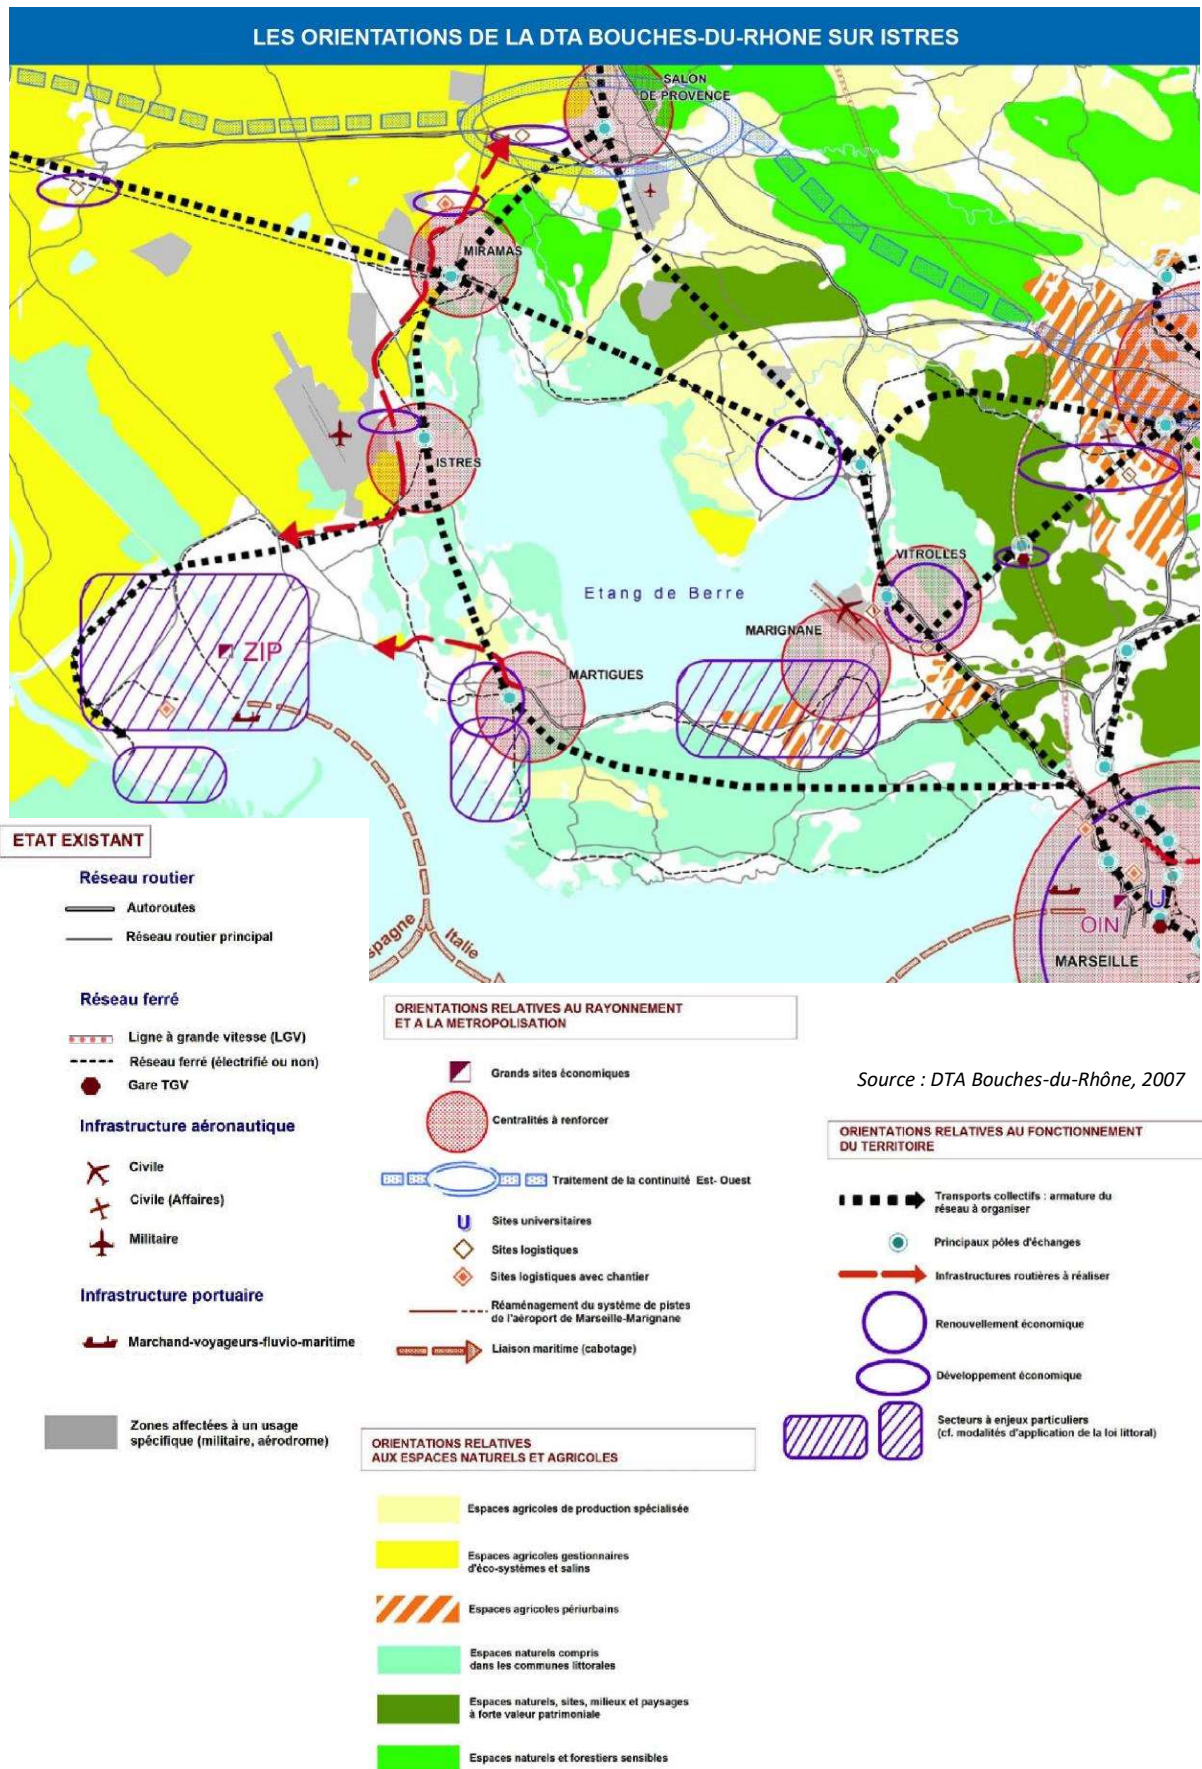 LES ORIENTATIONS DE LA DTA BOUCHES-DU-RHONE SUR ISTRES
SALON
DE PROVENCE
MIRAMAS
ISTRES
VITROLLES
Etang de Berre
MARIGNANE
ZIP
MARTIGUES
OIN
U
MARSEILLE
spagne
Italie
ETAT EXISTANT
Réseau routier
Autoroutes
Réseau routier principal
Réseau ferré
Ligne à grande vitesse (LGV)
Réseau ferré (électrifié ou non)
Gare TGV
Infrastructure aéronautique
Civile
Civile (Affaires)
Militaire
Infrastructure portuaire
Marchand-voyageurs-fluvio-maritime
Zones affectées à un usage
spécifique (militaire, aérodrome)
ORIENTATIONS RELATIVES AU RAYONNEMENT
ET A LA METROPOLISATION
Grands sites économiques
Centralités à renforcer
Traitement de la continuité Est- Ouest
U
Sites universitaires
Sites logistiques
Sites logistiques avec chantier
Réaménagement du système de pistes
de l'aéroport de Marseille-Marignane
Liaison maritime (cabotage)
Source : DTA Bouches-du-Rhône, 2007
ORIENTATIONS RELATIVES AU FONCTIONNEMENT
DU TERRITOIRE
Transports collectifs : armature du
réseau à organiser
Principaux pôles d'échanges
Infrastructures routières à réaliser
Renouvellement économique
Développement économique
Secteurs à enjeux particuliers
(cf. modalités d'application de la loi littoral)
ORIENTATIONS RELATIVES
AUX ESPACES NATURELS ET AGRICOLES
Espaces agricoles de production spécialisée
Espaces agricoles gestionnaires
d'éco-systèmes et salins
Espaces agricoles périurbains
Espaces naturels compris
dans les communes littorales
Espaces naturels, sites, milieux et paysages
à forte valeur patrimoniale
Espaces naturels et forestiers sensibles